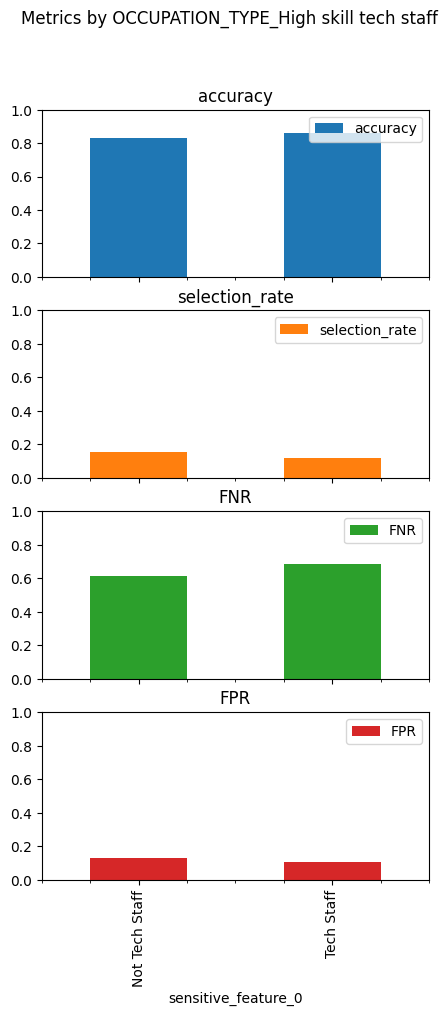 Metrics by OCCUPATION_TYPE_High skill tech staff
accuracy
1.0
0.8
0.6
0.4
0.2
0.0
accuracy
selection_rate
1.0
0.8
0.6
0.4
0.2
0.0
selection_rate
FNR
1.0
0.8
0.6
0.4
0.2
0.0
FNR
FPR
1.0
0.8
0.6
0.4
0.2
0.0
FPR
Not Tech Staff
Tech Staff
sensitive_feature_0